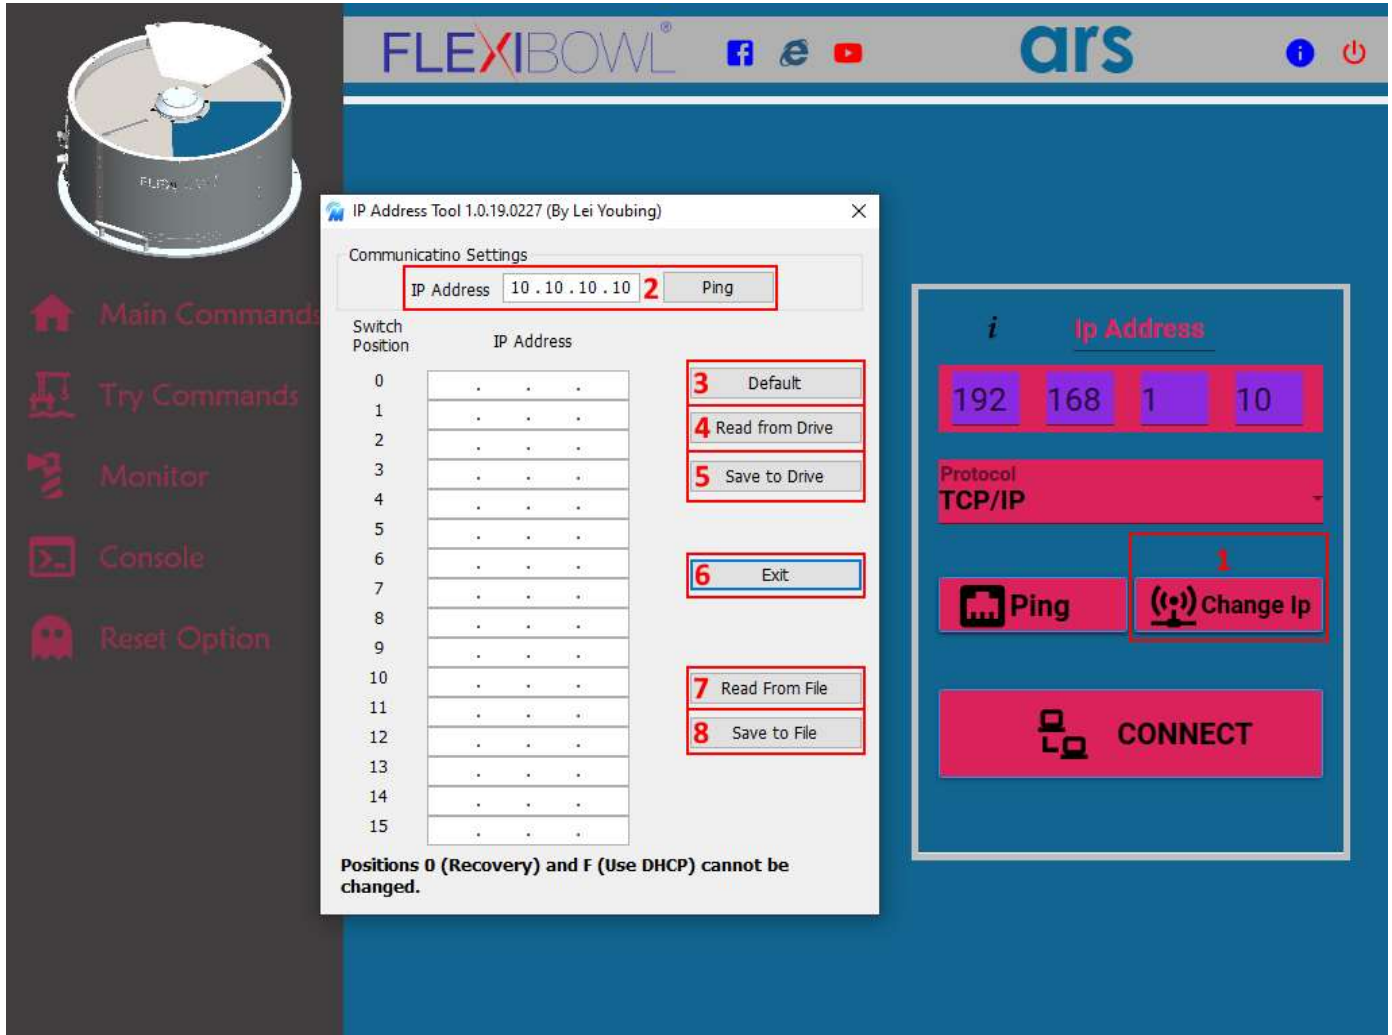 FLEXIBOWL®
ars
i
FLEXIBOWL
Main Commands
Try Commands
Monitor
Console
Reset Option
IP Address Tool 1.0.19.0227 (By Lei Youbing)
Communicatino Settings
IP Address 10 . 10 . 10 . 10 2 Ping
Switch Position IP Address
0
1
2
3
4
5
6
7
8
9
10
11
12
13
14
15
3 Default
4 Read from Drive
5 Save to Drive
6 Exit
7 Read From File
8 Save to File
Positions 0 (Recovery) and F (Use DHCP) cannot be
changed.
i Ip Address
192 168 1 10
Protocol
TCP/IP
1
Ping Change Ip
CONNECT